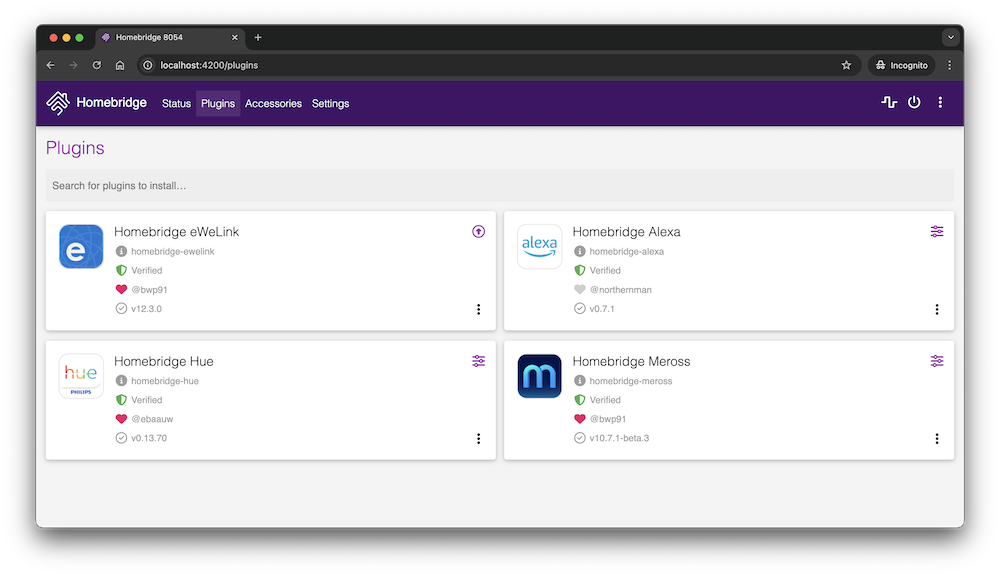 Homebridge 8054
localhost:4200/plugins
Incognito
Homebridge Status Plugins Accessories Settings
Plugins
Search for plugins to install…
e
Homebridge eWeLink
homebridge-ewelink
Verified
@bwp91
v12.3.0
alexa
Homebridge Alexa
homebridge-alexa
Verified
@northernman
v0.7.1
hue
PHILIPS
Homebridge Hue
homebridge-hue
Verified
@ebaauw
v0.13.70
m
Homebridge Meross
homebridge-meross
Verified
@bwp91
v10.7.1-beta.3